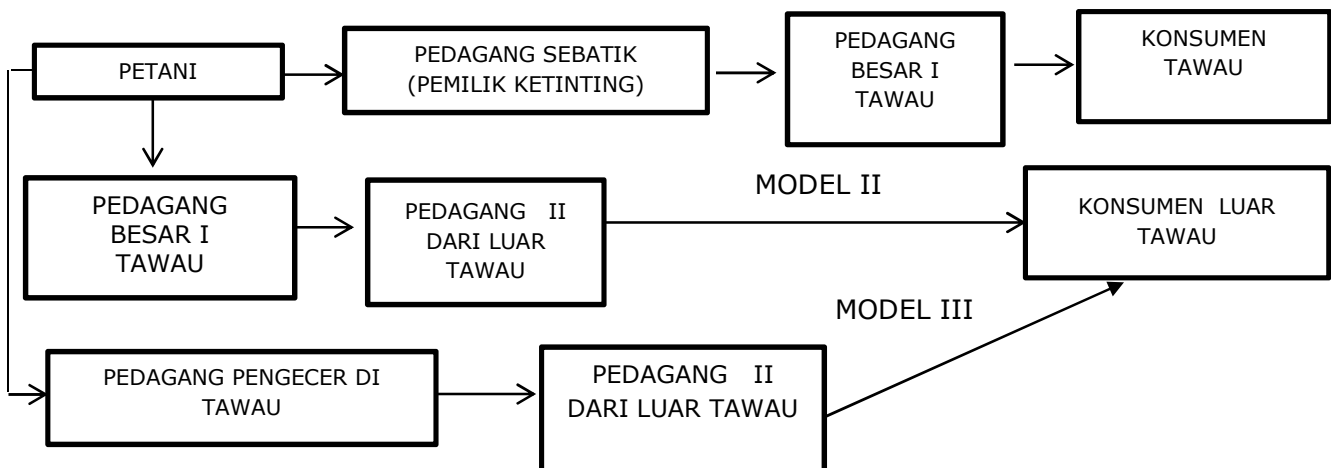 PETANI
PEDAGANG SEBATIK
(PEMILIK KETINTING)
PEDAGANG
BESAR I
TAWAU
KONSUMEN
TAWAU
PEDAGANG
BESAR I
TAWAU
PEDAGANG II
DARI LUAR
TAWAU
MODEL II
KONSUMEN LUAR
TAWAU
MODEL III
PEDAGANG PENGECER DI
TAWAU
PEDAGANG II
DARI LUAR TAWAU